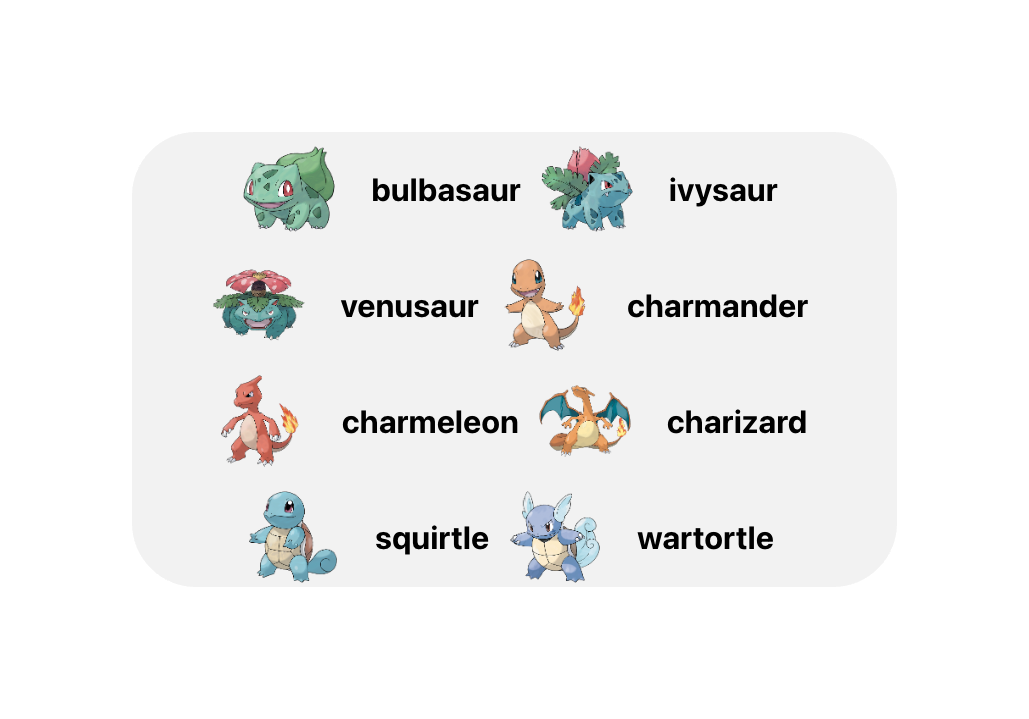 bulbasaur ivysaur
venusaur charmander
charmeleon charizard
squirtle wartortle